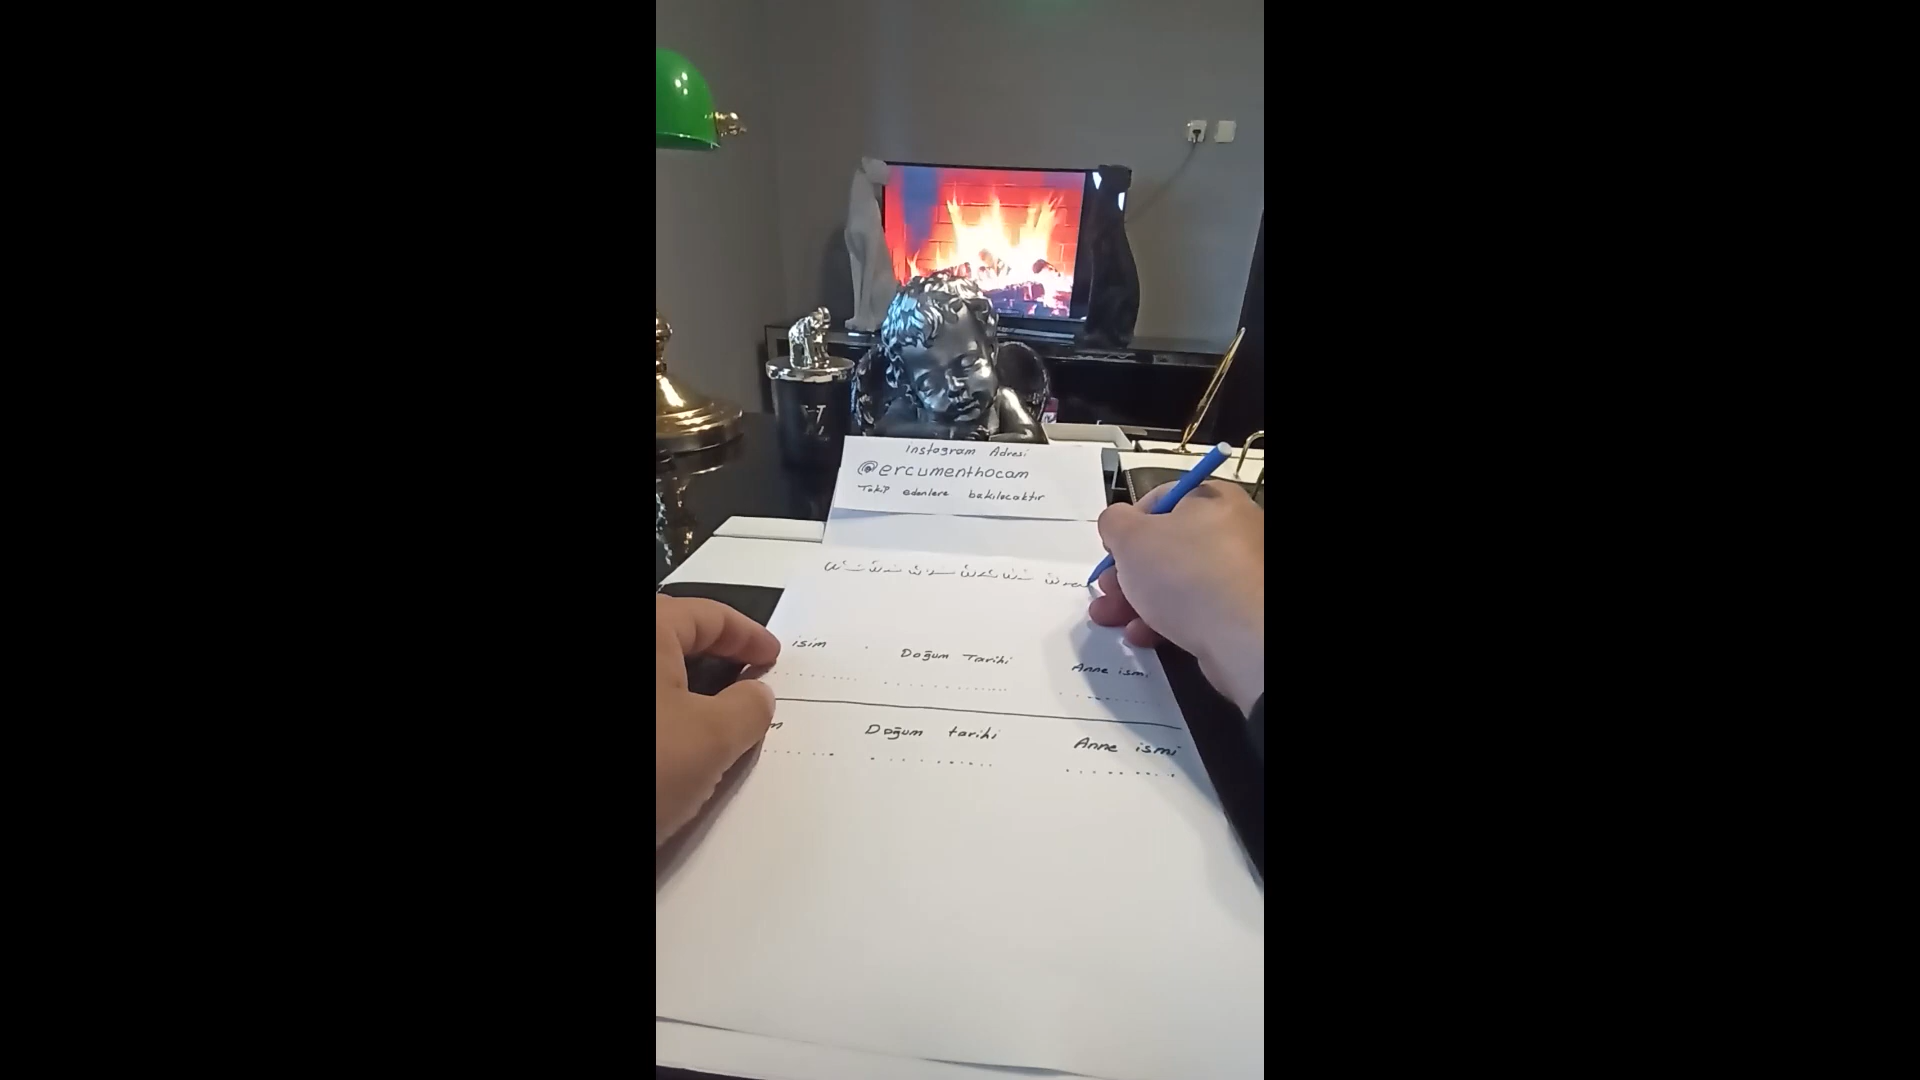 instagram Adresi
@ercumenthocam
Takip edenlere bakılacaktır
isim Doğum Tarihi Anne ismi
Doğum tarihi Anne ismi